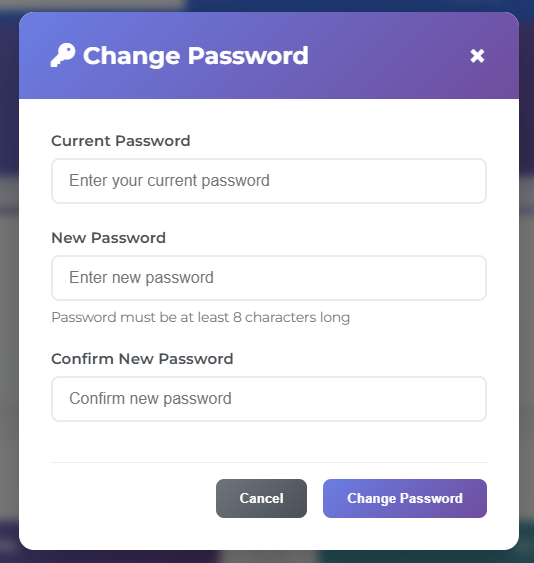 Change Password
Current Password
Enter your current password
New Password
Enter new password
Password must be at least 8 characters long
Confirm New Password
Confirm new password
Cancel
Change Password